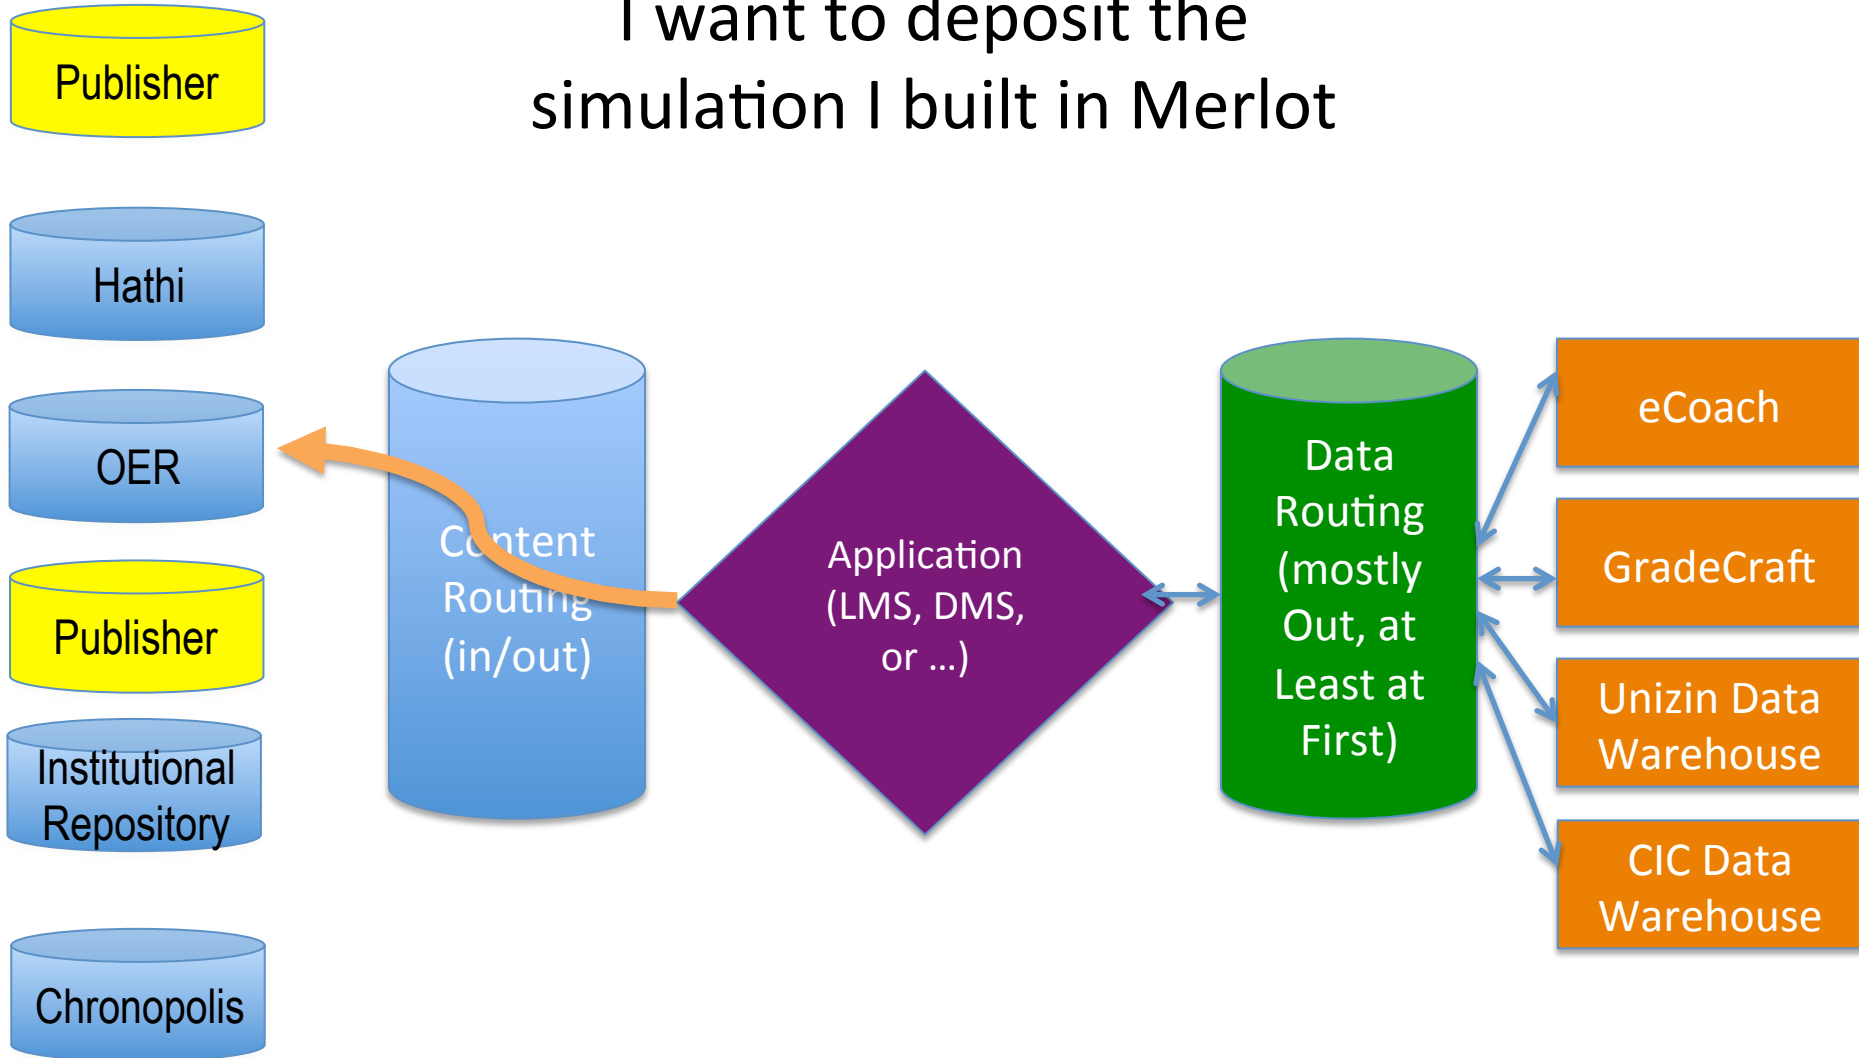 I want to deposit the
simulation I built in Merlot
Publisher
Hathi
OER
Publisher
Institutional
Repository
Chronopolis
Content
Routing
(in/out)
Application
(LMS, DMS,
or ...)
Data
Routing
(mostly
Out, at
Least at
First)
eCoach
GradeCraft
Unizin Data
Warehouse
CIC Data
Warehouse